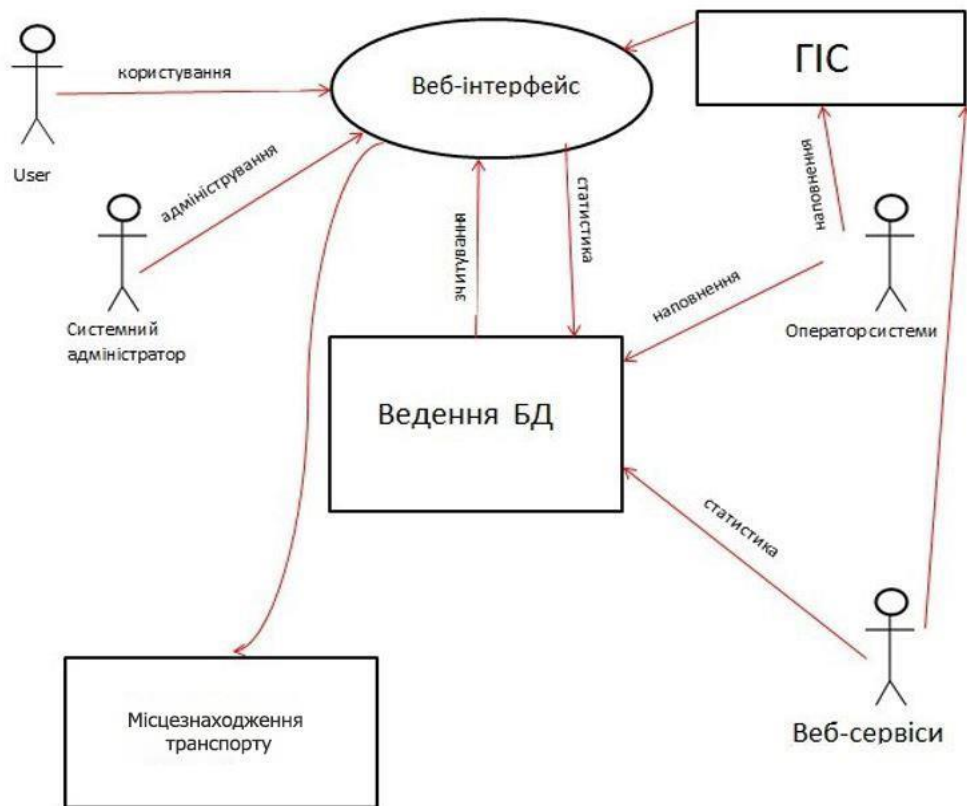 ГІС
Веб-інтерфейс
користування
User
адміністрування
наповнення
статистика
зчитування
наповнення
Системний
адміністратор
Оператор системи
Ведення БД
статистика
Місцезнаходження
транспорту
Веб-сервіси